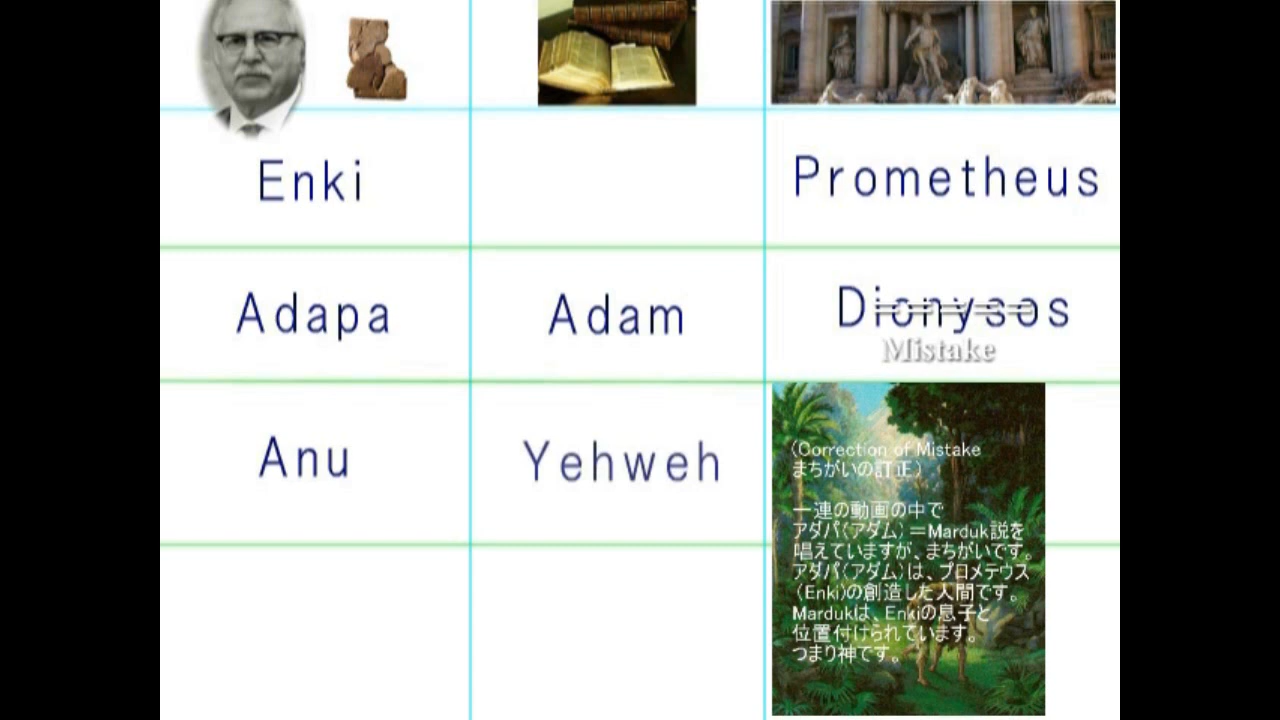 Enki
Prometheus
Adapa
Adam
Dionysos
Mistake
Anu
Yehweh
(Correction of Mistake
まちがいの訂正)
一連の動画の中で
アダパ(アダム)=Marduk説を
唱えていますが、まちがいです。
アダパ(アダム)は、プロメテウス
(Enki)の創造した人間です。
Mardukは、Enkiの息子と
位置付けられています。
つまり神です。